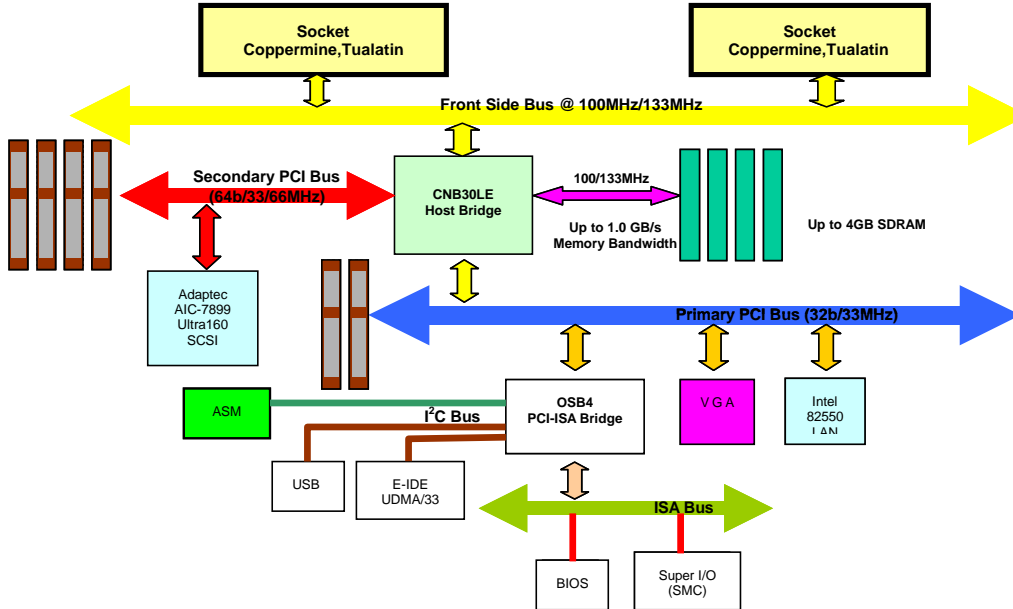 Socket
Coppermine,Tualatin
Socket
Coppermine,Tualatin
Front Side Bus @ 100MHz/133MHz
Secondary PCI Bus
(64b/33/66MHz)
CNB30LE
Host Bridge
100/133MHz
Up to 1.0 GB/s
Memory Bandwidth
Up to 4GB SDRAM
Adaptec
AIC-7899
Ultra160
SCSI
Primary PCI Bus (32b/33MHz)
ASM
I²C Bus
OSB4
PCI-ISA Bridge
V G A
Intel
82550
LAN
USB
E-IDE
UDMA/33
ISA Bus
BIOS
Super I/O
(SMC)